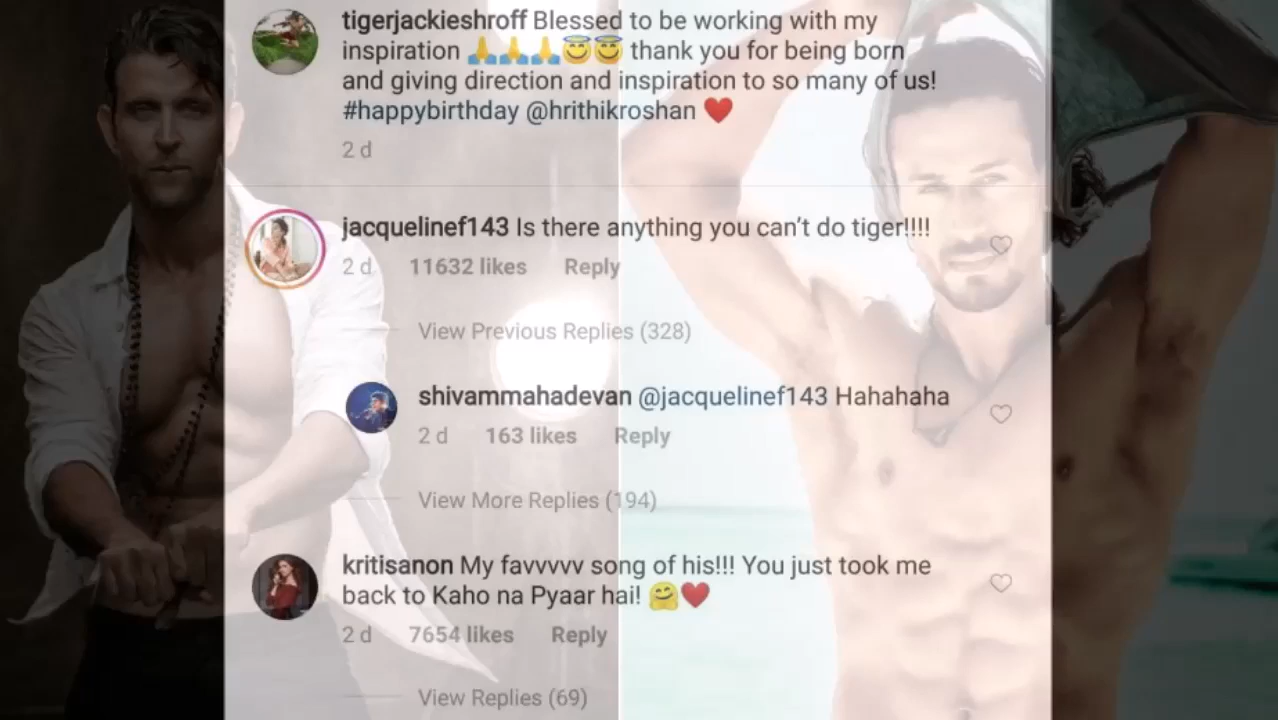 tigerjackieshroff Blessed to be working with my
inspiration 🙏🙏🙏😇😇 thank you for being born
and giving direction and inspiration to so many of us!
#happybirthday @hrithikroshan ❤️
2 d
jacquelinef143 Is there anything you can’t do tiger!!!!
2 d 11632 likes Reply
View Previous Replies (328)
shivammahadevan @jacquelinef143 Hahahaha
2 d 163 likes Reply
View More Replies (194)
kritisanon My favvvvv song of his!!! You just took me
back to Kaho na Pyaar hai! 🤗❤️
2 d 7654 likes Reply
View Replies (69)